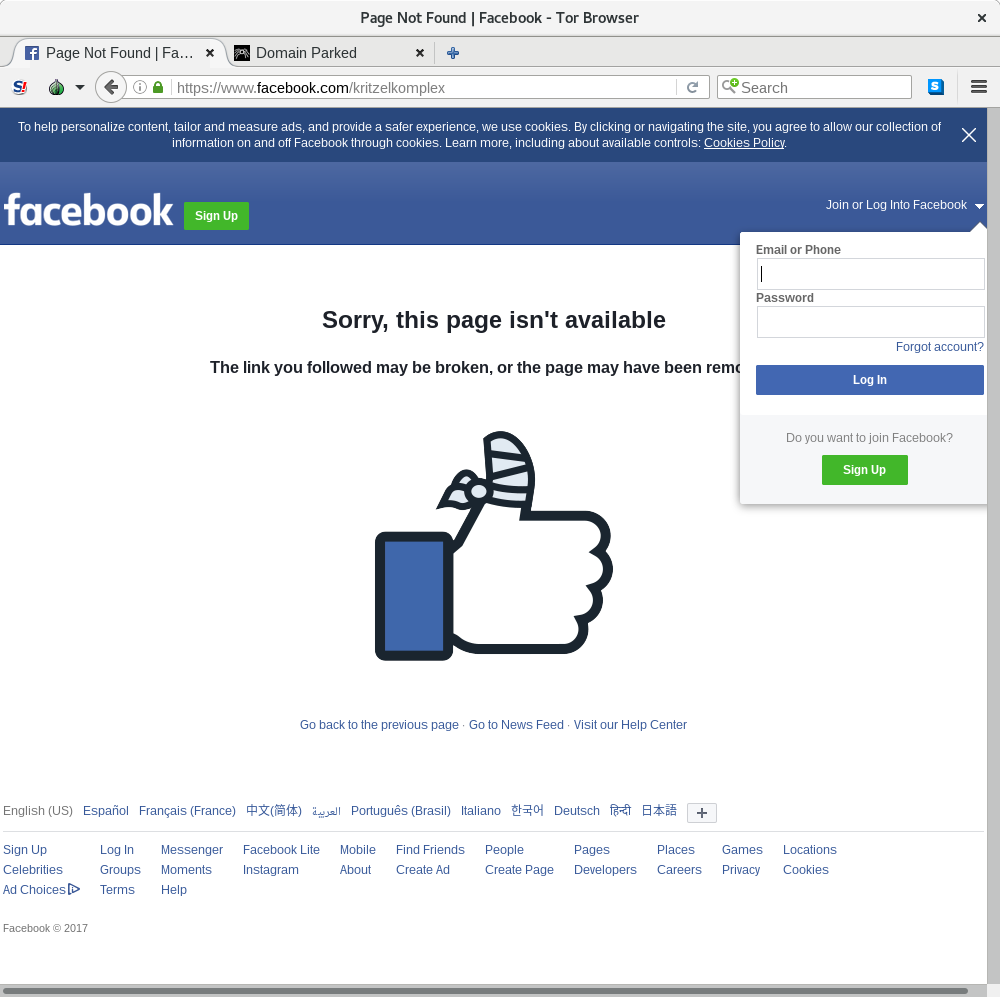 Page Not Found | Facebook - Tor Browser
Page Not Found | Fa... Domain Parked
https://www.facebook.com/kritzelkomplex Search
To help personalize content, tailor and measure ads, and provide a safer experience, we use cookies. By clicking or navigating the site, you agree to allow our collection of
information on and off Facebook through cookies. Learn more, including about available controls: Cookies Policy.
facebook Sign Up Join or Log Into Facebook
Email or Phone
Password
Forgot account?
Log In
Do you want to join Facebook?
Sign Up
Sorry, this page isn't available
The link you followed may be broken, or the page may have been remo
Go back to the previous page · Go to News Feed · Visit our Help Center
English (US) Español Français (France) 中文(简体) العربية Português (Brasil) Italiano 한국어 Deutsch हिन्दी 日本語
Sign Up Log In Messenger Facebook Lite Mobile Find Friends People Pages Places Games Locations
Celebrities Groups Moments Instagram About Create Ad Create Page Developers Careers Privacy Cookies
Ad Choices Terms Help
Facebook © 2017